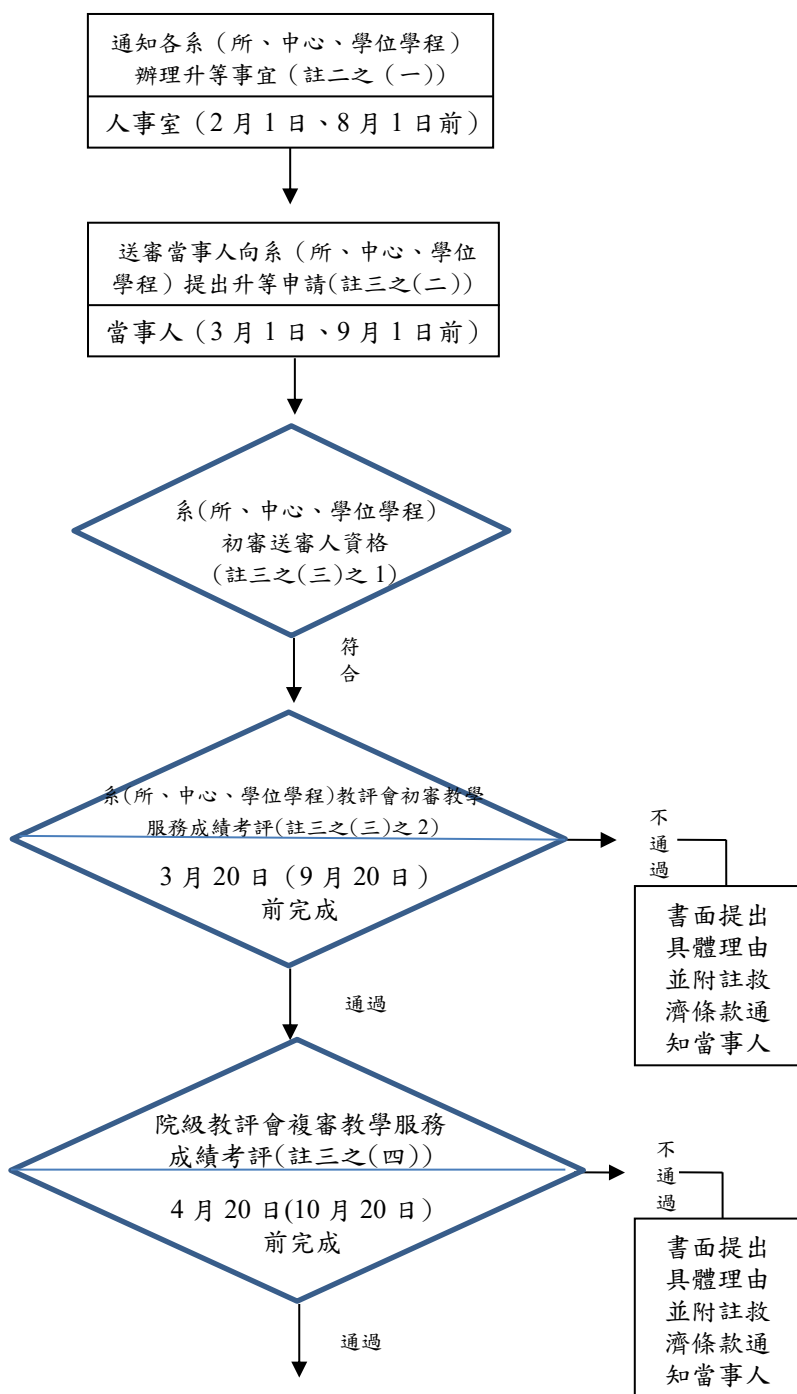 通知各系（所、中心、學位學程）
辦理升等事宜（註二之（一））
人事室（2月1日、8月1日前）
送審當事人向系（所、中心、學位
學程）提出升等申請(註三之(二))
當事人（3月1日、9月1日前）
系(所、中心、學位學程)
初審送審人資格
(註三之(三)之1)
符
合
系(所、中心、學位學程)教評會初審教學
服務成績考評(註三之(三)之2)
3月20日（9月20日）
前完成
不
通
過
書面提出
具體理由
並附註救
濟條款通
知當事人
通過
院級教評會複審教學服務
成績考評(註三之(四))
4月20日(10月20日）
前完成
不
通
過
書面提出
具體理由
並附註救
濟條款通
知當事人
通過